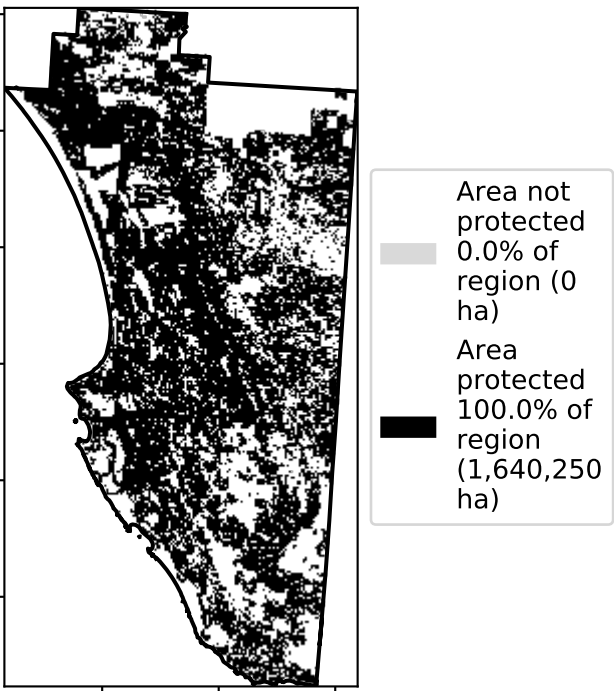 Area not
protected
0.0% of
region (0
ha)
Area
protected
100.0% of
region
(1,640,250
ha)